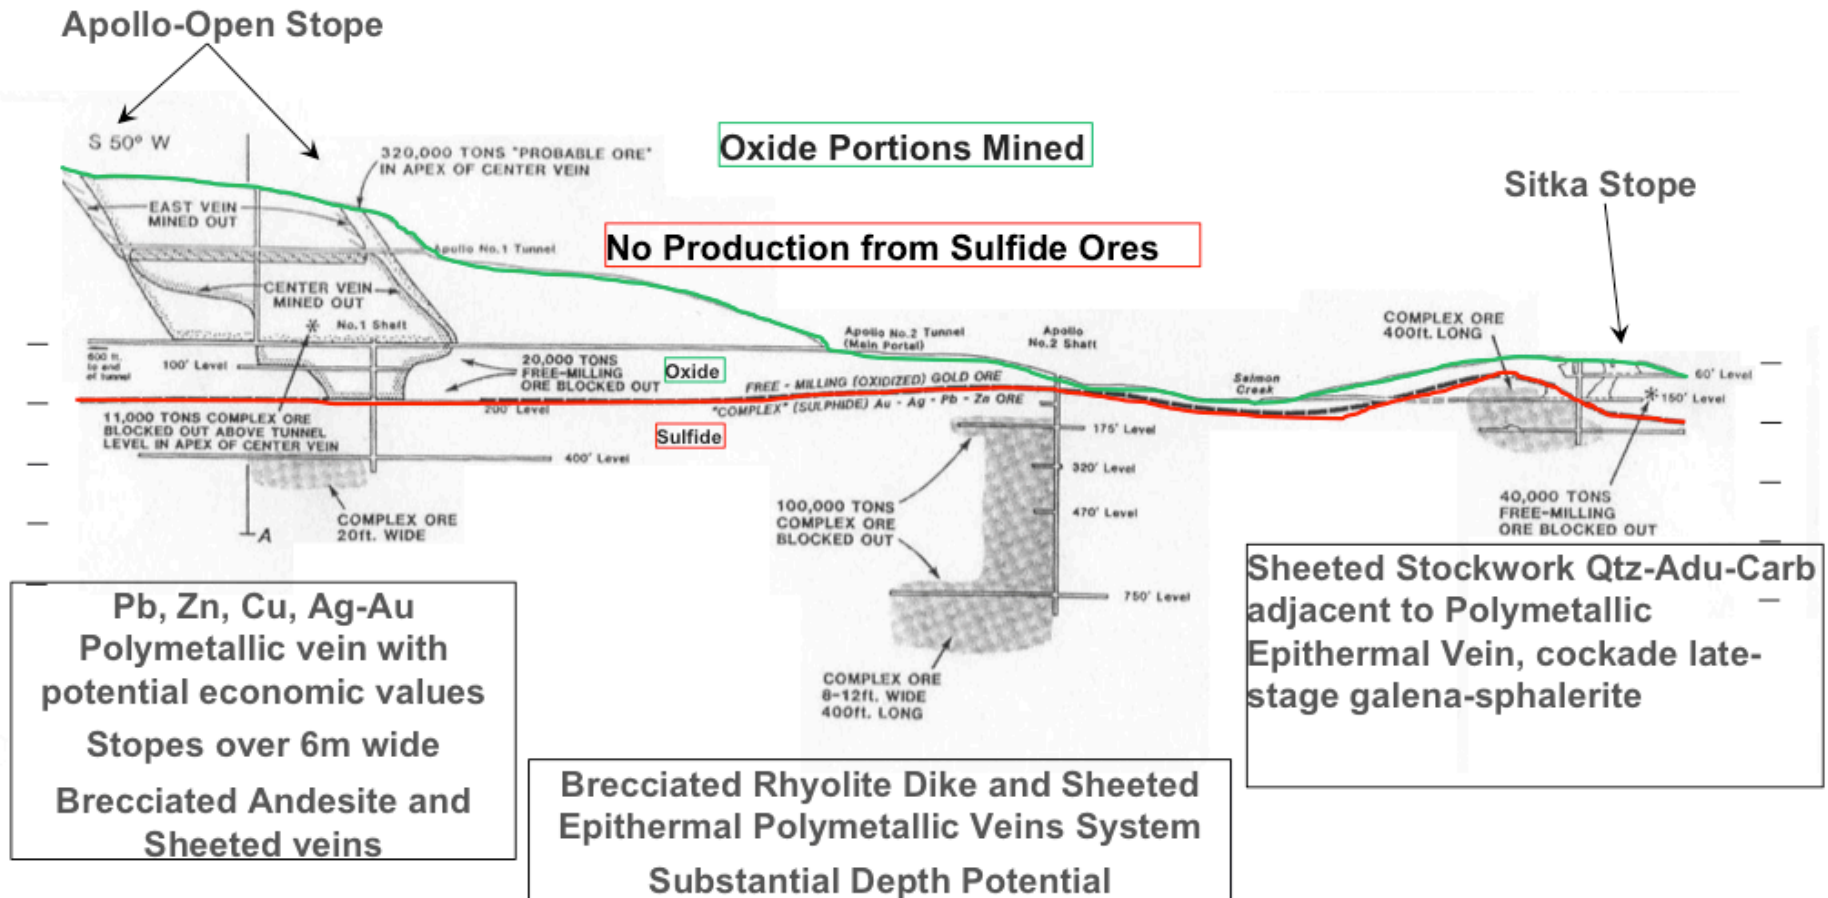 Apollo-Open Stope
S 50° W
320,000 TONS "PROBABLE ORE"
IN APEX OF CENTER VEIN
Oxide Portions Mined
Sitka Stope
EAST VEIN
MINED OUT
Apollo No.1 Tunnel
No Production from Sulfide Ores
CENTER VEIN
MINED OUT
* No.1 Shaft
Apollo No.2 Tunnel
(Main Portal)
Apollo
No.2 Shaft
COMPLEX ORE
400ft. LONG
600 ft.
to end
of tunnel
100' Level
20,000 TONS
FREE-MILLING
ORE BLOCKED OUT
Oxide
FREE - MILLING (OXIDIZED) GOLD ORE
Salmon
Creek
60' Level
200' Level
"COMPLEX" (SULPHIDE) Au - Ag - Pb - Zn ORE
* 150' Level
11,000 TONS COMPLEX ORE
BLOCKED OUT ABOVE TUNNEL
LEVEL IN APEX OF CENTER VEIN
Sulfide
175' Level
400' Level
320' Level
100,000 TONS
COMPLEX ORE
BLOCKED OUT
470' Level
40,000 TONS
FREE-MILLING
ORE BLOCKED OUT
COMPLEX ORE
20ft. WIDE
A
750' Level
COMPLEX ORE
8-12ft. WIDE
400ft. LONG
Pb, Zn, Cu, Ag-Au
Polymetallic vein with
potential economic values
Stopes over 6m wide
Brecciated Andesite and
Sheeted veins
Brecciated Rhyolite Dike and Sheeted
Epithermal Polymetallic Veins System
Substantial Depth Potential
Sheeted Stockwork Qtz-Adu-Carb
adjacent to Polymetallic
Epithermal Vein, cockade late-
stage galena-sphalerite